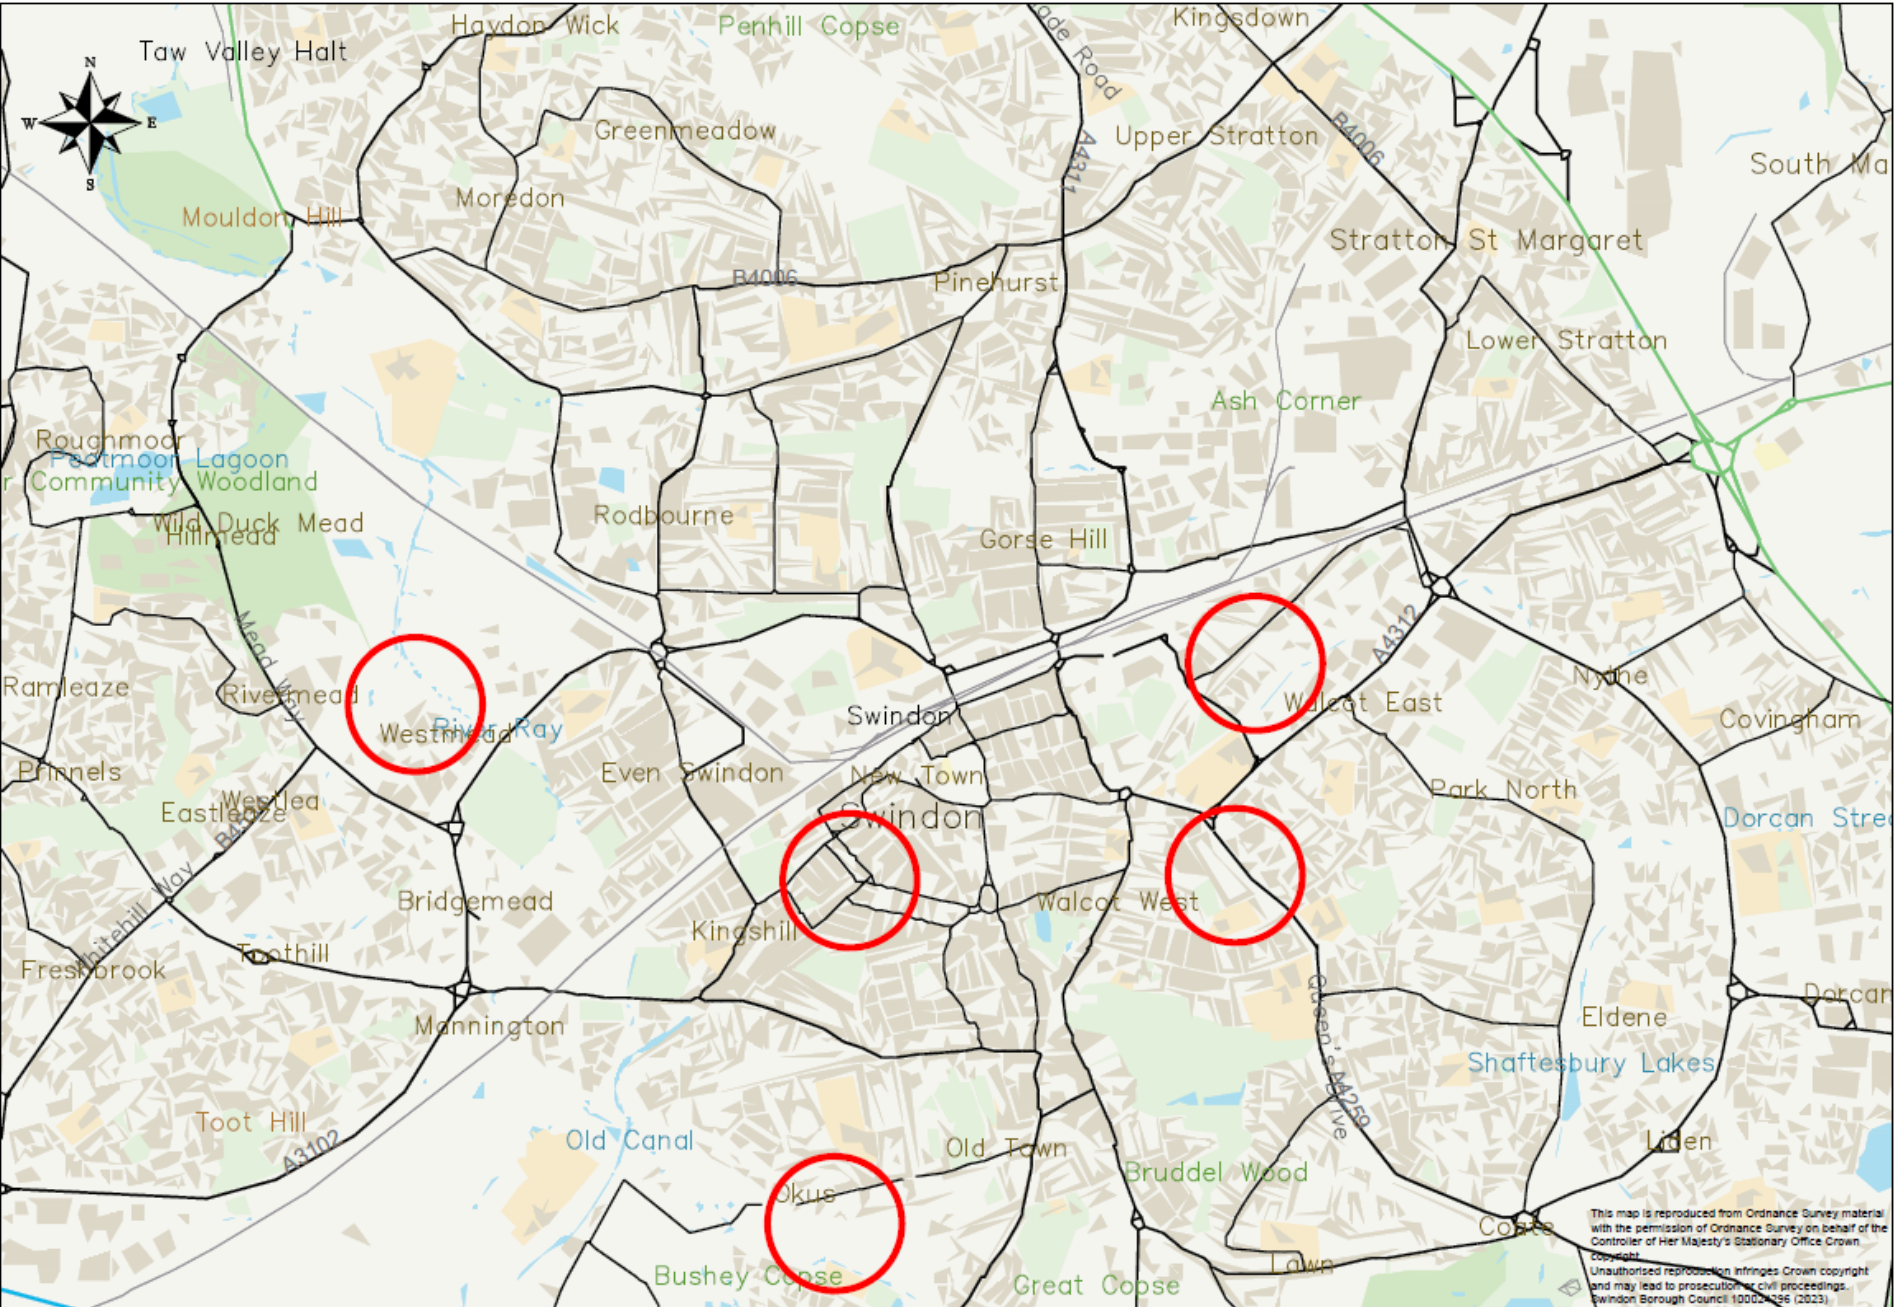 Haydon Wick
Penhill Copse
Kingsdown
Taw Valley Halt
N
W
E
S
Road
Greenmeadow
A4311
Upper Stratton
B4006
South Ma
Moredon
Mouldon Hill
Stratton St Margaret
B4006
Pinehurst
Lower Stratton
Ash Corner
Roughmoor
Peatmoor Lagoon
r Community Woodland
Wild Duck Mead
Hillmead
Rodbourne
Gorse Hill
Mead Way
A4312
Ramleaze
Rivermead
Nythe
Walcot East
Covingham
Swindon
Westmead
River Ray
Prinnels
Even Swindon
New Town
Park North
Westlea
Eastleaze
Swindon
Dorcan Stre
Whitehill Way
Bridgemead
Walcot West
Kingshill
Toothill
Freshbrook
Queen's Drive
Dorcan
Mannington
Eldene
Shaftesbury Lakes
A4259
Toot Hill
A3102
Old Canal
Old Town
Liden
Bruddel Wood
Okus
Coate
Bushey Copse
Lawn
Great Copse
This map is reproduced from Ordnance Survey material
with the permission of Ordnance Survey on behalf of the
Controller of Her Majesty's Stationary Office Crown
copyright
Unauthorised reproduction infringes Crown copyright
and may lead to prosecution or civil proceedings.
Swindon Borough Council 100024296 (2023)